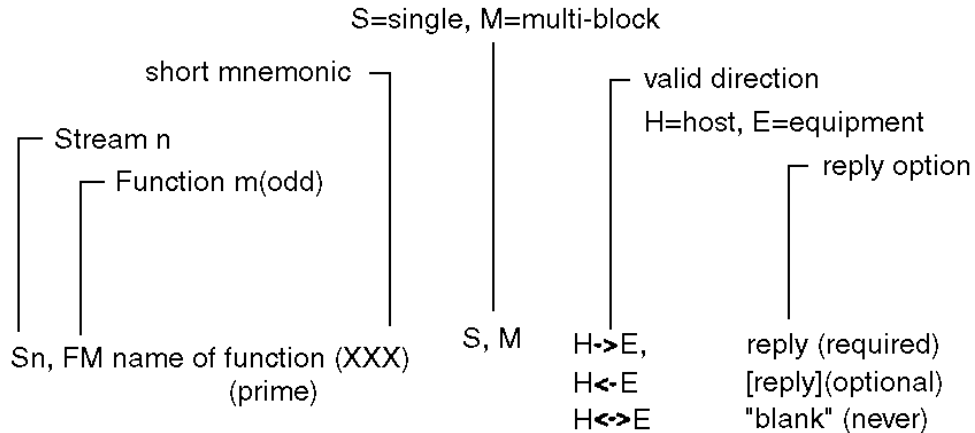 S=single, M=multi-block
short mnemonic
valid direction
H=host, E=equipment
Stream n
reply option
Function m(odd)
Sn, FM name of function (XXX)
(prime)
S, M
H->E,
reply (required)
H<-E
[reply](optional)
H<->E
"blank" (never)